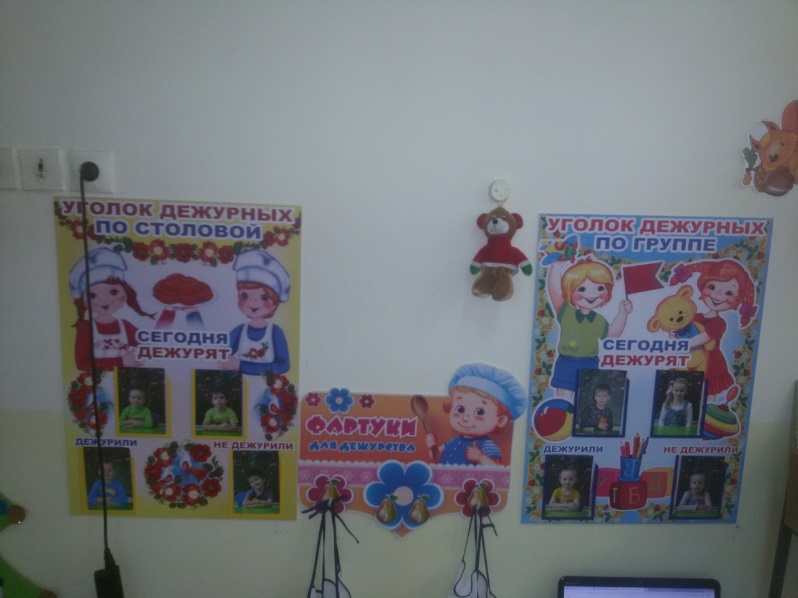 УГОЛОК ДЕЖУРНЫХ
ПО СТОЛОВОЙ
СЕГОДНЯ
ДЕЖУРЯТ
ДЕЖУРИЛИ
НЕ ДЕЖУРИЛИ
ФАРТУКИ
ДЛЯ ДЕЖУРСТВА
УГОЛОК ДЕЖУРНЫХ
ПО ГРУППЕ
СЕГОДНЯ
ДЕЖУРЯТ
ДЕЖУРИЛИ
НЕ ДЕЖУРИЛИ
Б